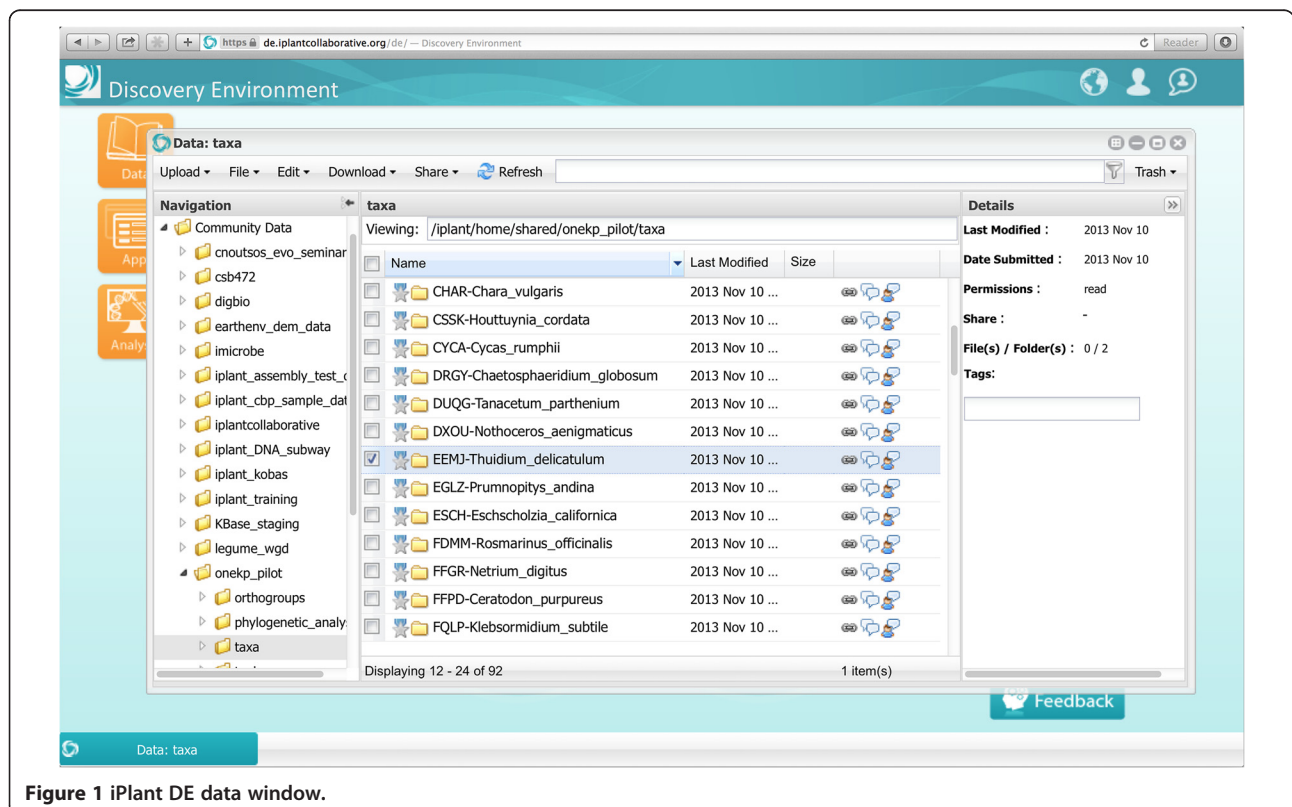 https de.iplantcollaborative.org/de/ — Discovery Environment
Reader
Discovery Environment
Data: taxa
Upload File Edit Download Share Refresh
Trash
Navigation
Community Data
cnoutsos_evo_seminar
csb472
digbio
earthenv_dem_data
imicrobe
iplant_assembly_test_
iplant_cbp_sample_dat
iplantcollaborative
iplant_DNA_subway
iplant_kobas
iplant_training
KBase_staging
legume_wgd
onekp_pilot
orthogroups
phylogenetic_analy
taxa
taxa
Viewing: /iplant/home/shared/onekp_pilot/taxa
Name Last Modified Size
CHAR-Chara_vulgaris 2013 Nov 10 ...
CSSK-Houttuynia_cordata 2013 Nov 10 ...
CYCA-Cycas_rumphii 2013 Nov 10 ...
DRGY-Chaetosphaeridium_globosum 2013 Nov 10 ...
DUQG-Tanacetum_parthenium 2013 Nov 10 ...
DXOU-Nothoceros_aenigmaticus 2013 Nov 10 ...
EEMJ-Thuidium_delicatulum 2013 Nov 10 ...
EGLZ-Prumnopitys_andina 2013 Nov 10 ...
ESCH-Eschscholzia_californica 2013 Nov 10 ...
FDMM-Rosmarinus_officinalis 2013 Nov 10 ...
FFGR-Netrium_digitus 2013 Nov 10 ...
FFPD-Ceratodon_purpureus 2013 Nov 10 ...
FQLP-Klebsormidium_subtile 2013 Nov 10 ...
Displaying 12 - 24 of 92 1 item(s)
Details
Last Modified : 2013 Nov 10
Date Submitted : 2013 Nov 10
Permissions : read
Share : -
File(s) / Folder(s) : 0 / 2
Tags:
Data
App
Analy
Feedback
Data: taxa
Figure 1 iPlant DE data window.